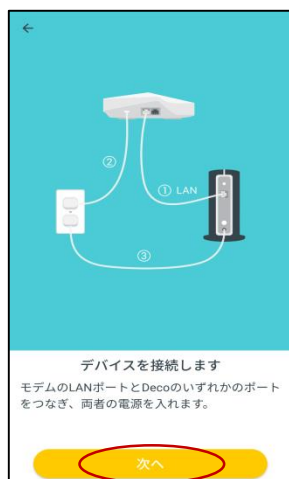 ②
① LAN
③
デバイスを接続します
モデムのLANポートとDecoのいずれかのポート
をつなぎ、両者の電源を入れます。
次へ